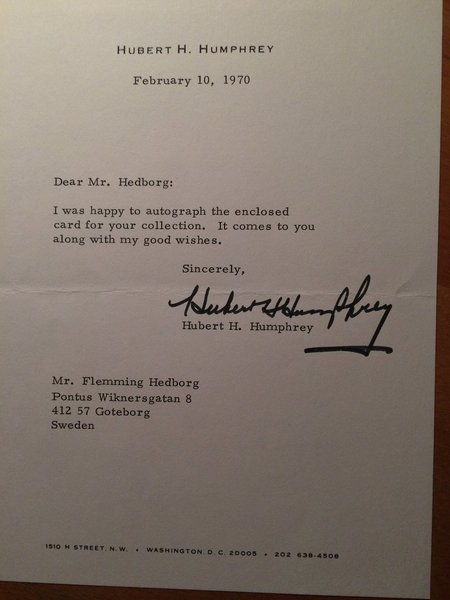 HUBERT H. HUMPHREY
February 10, 1970
Dear Mr. Hedborg:
I was happy to autograph the enclosed
card for your collection.  It comes to you
along with my good wishes.
Sincerely,
Hubert H Humphrey
Hubert H. Humphrey
Mr. Flemming Hedborg
Pontus Wiknersgatan 8
412 57 Goteborg
Sweden
1510 H STREET, N.W. • WASHINGTON, D. C. 20005 • 202 638-4508